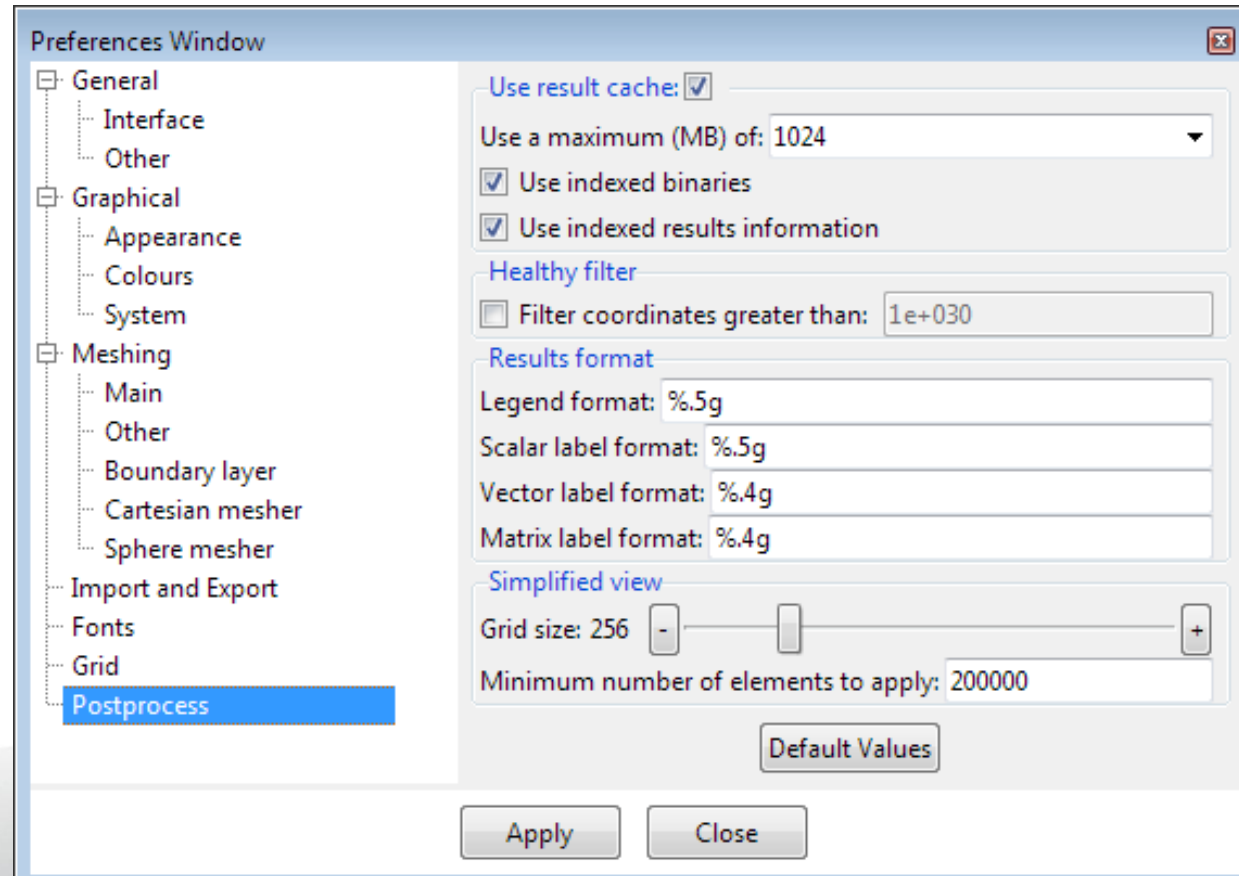 Preferences Window
General
Interface
Other
Graphical
Appearance
Colours
System
Meshing
Main
Other
Boundary layer
Cartesian mesher
Sphere mesher
Import and Export
Fonts
Grid
Postprocess
Use result cache:
Use a maximum (MB) of: 1024
Use indexed binaries
Use indexed results information
Healthy filter
Filter coordinates greater than: 1e+030
Results format
Legend format: %.5g
Scalar label format: %.5g
Vector label format: %.4g
Matrix label format: %.4g
Simplified view
Grid size: 256 - +
Minimum number of elements to apply: 200000
Default Values
Apply Close